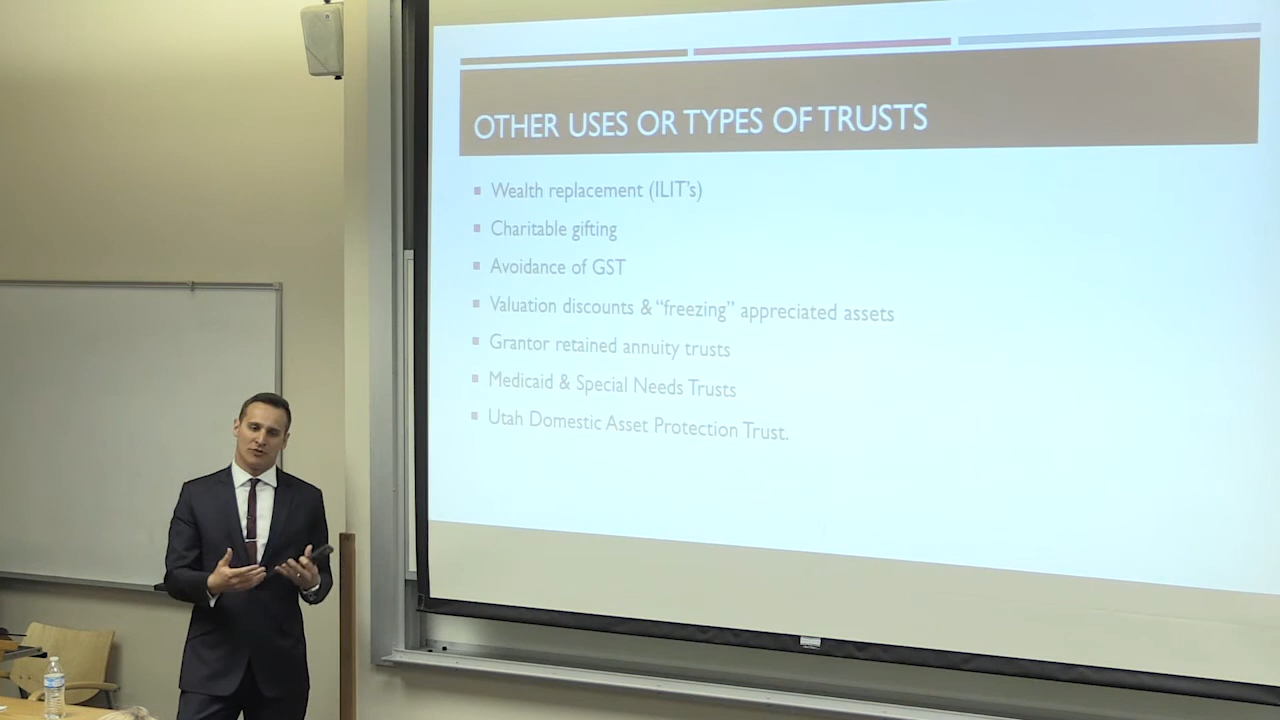 OTHER USES OR TYPES OF TRUSTS
Wealth replacement (ILIT's)
Charitable gifting
Avoidance of GST
Valuation discounts & “freezing” appreciated assets
Grantor retained annuity trusts
Medicaid & Special Needs Trusts
Utah Domestic Asset Protection Trust.